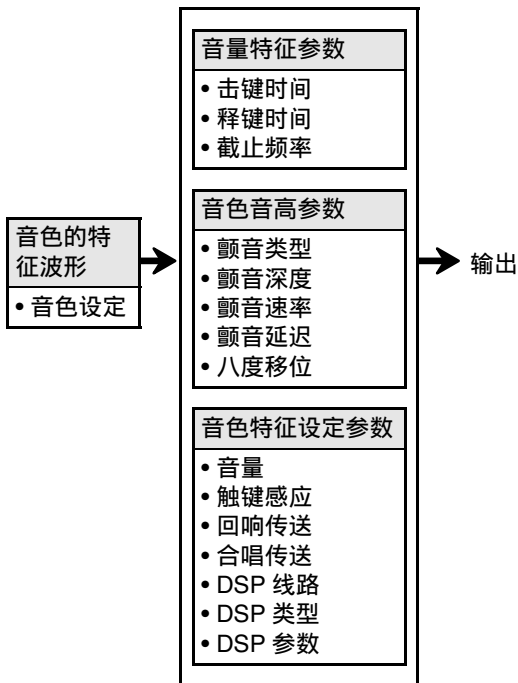 音色的特
征波形
• 音色设定
音量特征参数
• 击键时间
• 释键时间
• 截止频率
音色音高参数
• 颤音类型
• 颤音深度
• 颤音速率
• 颤音延迟
• 八度移位
音色特征设定参数
• 音量
• 触键感应
• 回响传送
• 合唱传送
• DSP 线路
• DSP 类型
• DSP 参数
输出